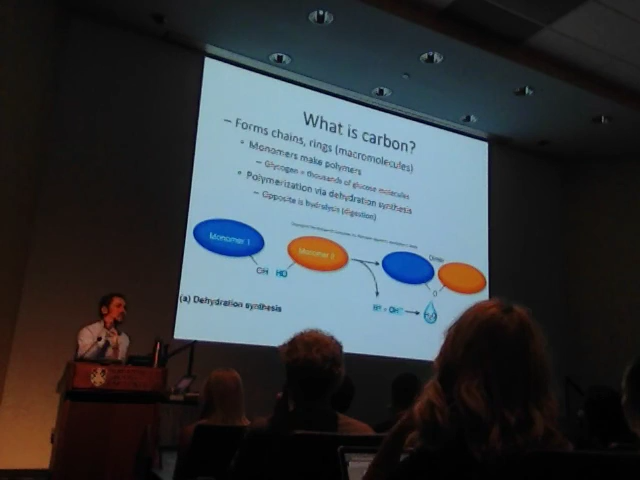 What is carbon?
– Forms chains, rings (macromolecules)
• Monomers make polymers
– Glycogen = thousands of glucose molecules
• Polymerization via dehydration synthesis
– Opposite is hydrolysis (digestion)
Monomer 1
OH
HO
Monomer 2
Dimer
O
H+ + OH–
H2O
(a) Dehydration synthesis